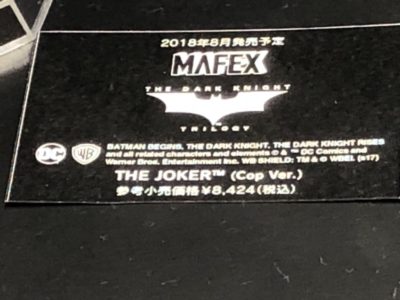 2018年8月発売予定
MAFEX
THE DARK KNIGHT
TRILOGY
DC WB BATMAN BEGINS, THE DARK KNIGHT, THE DARK KNIGHT RISES
and all related characters and elements © & ™ DC Comics and
Warner Bros. Entertainment Inc. WB SHIELD: TM & © WBEI. (s17)
THE JOKER™ (Cop Ver.)
参考小売価格¥8,424(税込)